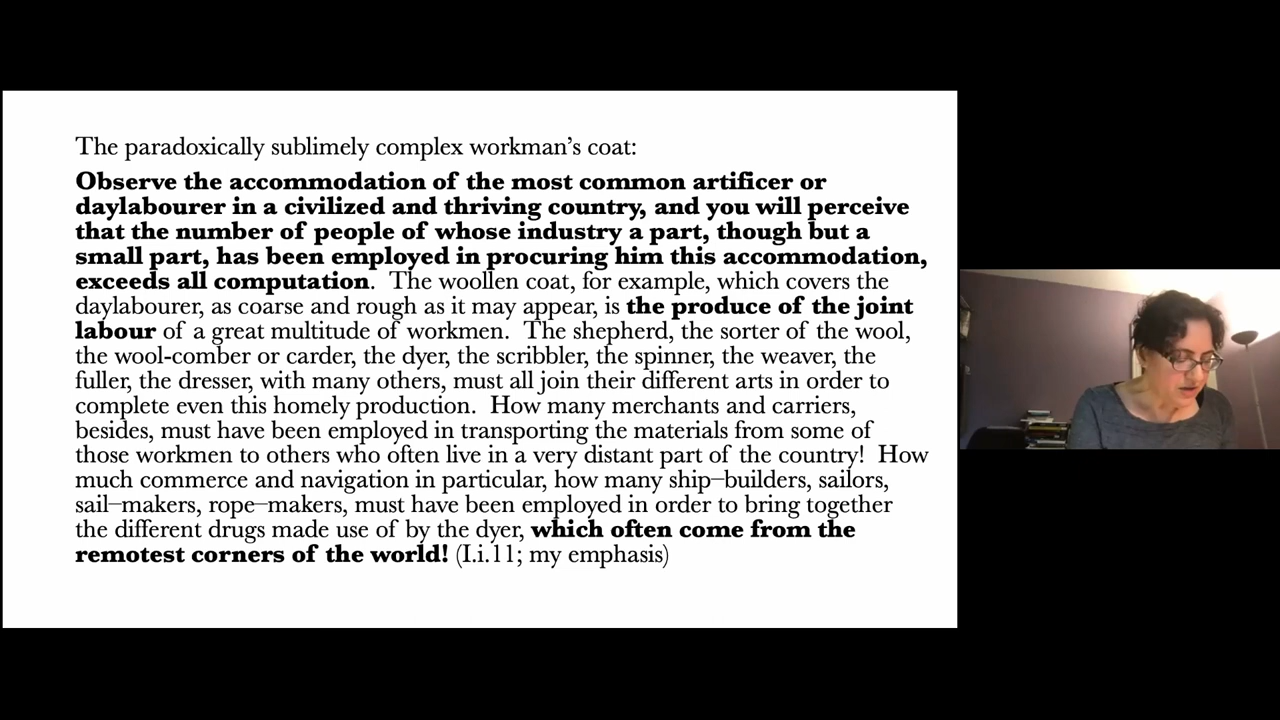 The paradoxically sublimely complex workman’s coat:
Observe the accommodation of the most common artificer or
daylabourer in a civilized and thriving country, and you will perceive
that the number of people of whose industry a part, though but a
small part, has been employed in procuring him this accommodation,
exceeds all computation. The woollen coat, for example, which covers the
daylabourer, as coarse and rough as it may appear, is the produce of the joint
labour of a great multitude of workmen. The shepherd, the sorter of the wool,
the wool-comber or carder, the dyer, the scribbler, the spinner, the weaver, the
fuller, the dresser, with many others, must all join their different arts in order to
complete even this homely production. How many merchants and carriers,
besides, must have been employed in transporting the materials from some of
those workmen to others who often live in a very distant part of the country! How
much commerce and navigation in particular, how many ship–builders, sailors,
sail–makers, rope–makers, must have been employed in order to bring together
the different drugs made use of by the dyer, which often come from the
remotest corners of the world! (I.i.11; my emphasis)